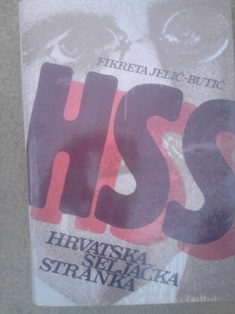 FIKRETA JELIĆ-BUTIĆ
HSS
HRVATSKA
SELJAČKA
STRANKA